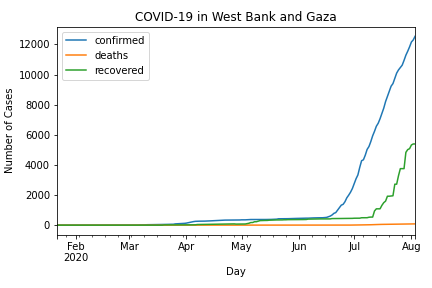 COVID-19 in West Bank and Gaza
confirmed
deaths
recovered
Number of Cases
12000
10000
8000
6000
4000
2000
0
Feb Mar Apr May Jun Jul Aug
2020
Day